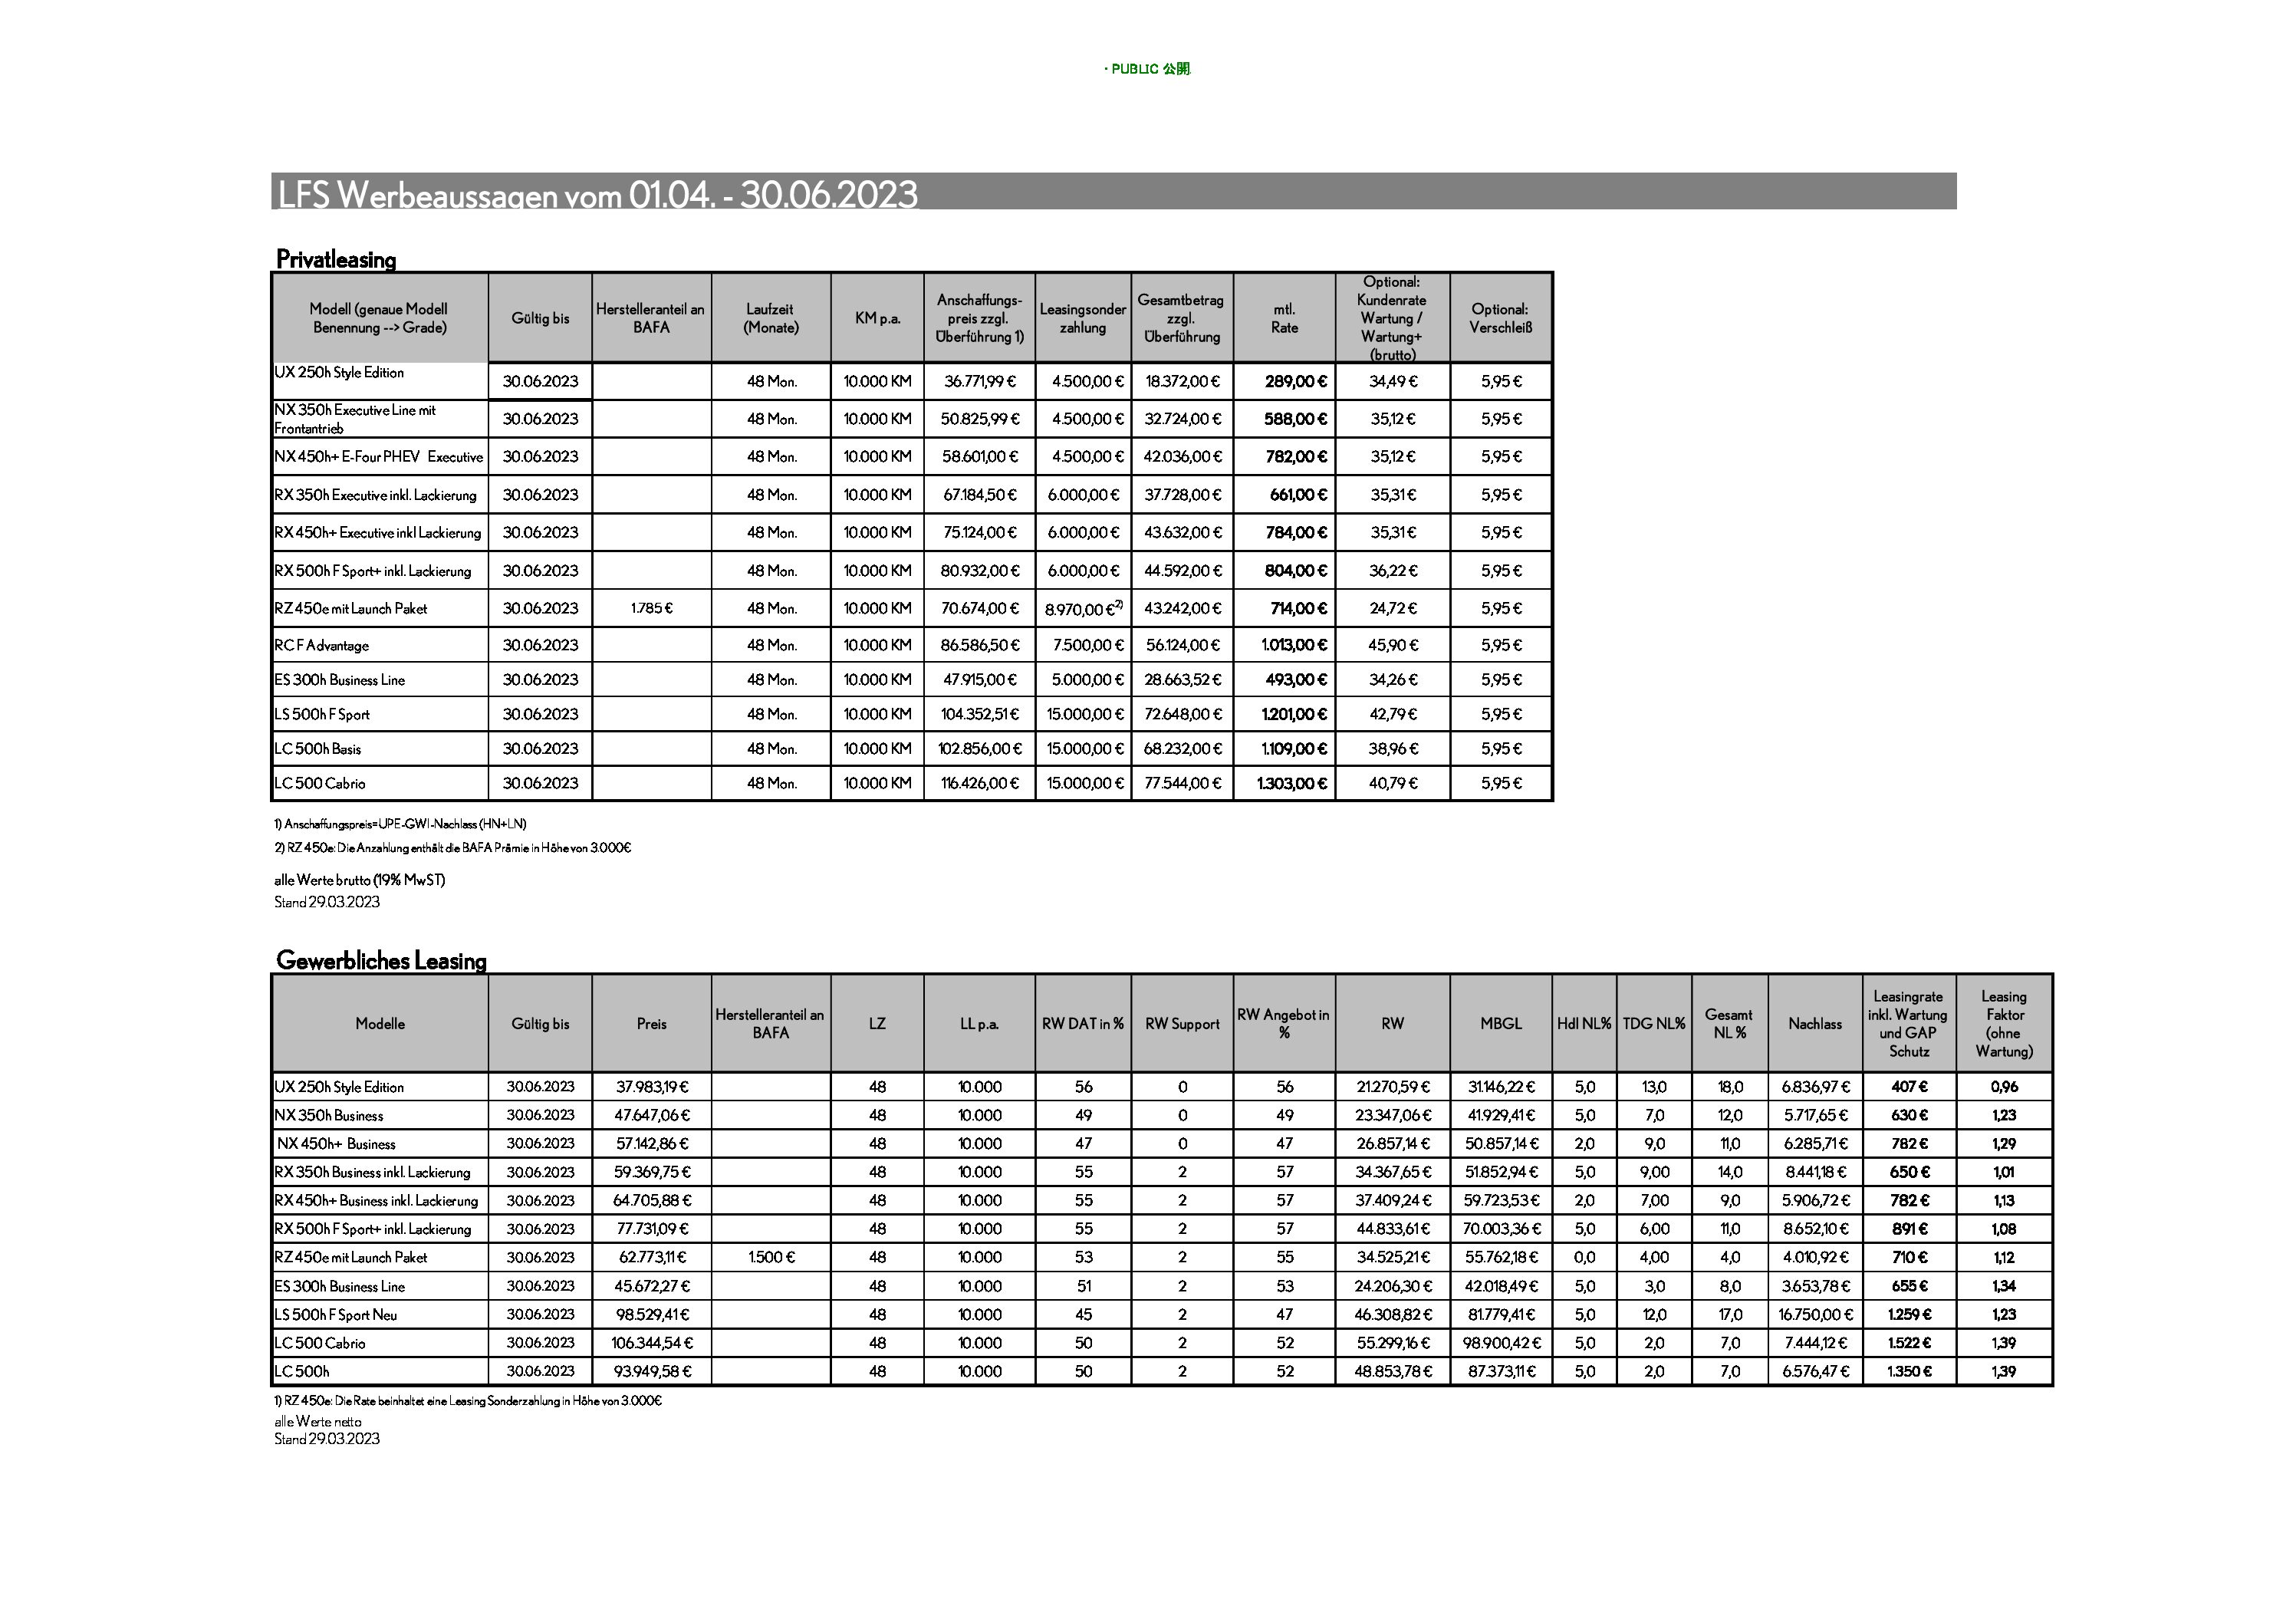 · PUBLIC 公開
LFS Werbeaussagen vom 01.04. - 30.06.2023
Privatleasing
Modell (genaue Modell Benennung --> Grade) Gültig bis Herstelleranteil an BAFA Laufzeit (Monate) KM p.a. Anschaffungs-preis zzgl. Überführung 1) Leasingsonder zahlung Gesamtbetrag zzgl. Überführung mtl. Rate Optional: Kundenrate Wartung / Wartung+ (brutto) Optional: Verschleiß
UX 250h Style Edition 30.06.2023 48 Mon. 10.000 KM 36.771,99 € 4.500,00 € 18.372,00 € 289,00 € 34,49 € 5,95 €
NX 350h Executive Line mit Frontantrieb 30.06.2023 48 Mon. 10.000 KM 50.825,99 € 4.500,00 € 32.724,00 € 588,00 € 35,12 € 5,95 €
NX 450h+ E-Four PHEV Executive 30.06.2023 48 Mon. 10.000 KM 58.601,00 € 4.500,00 € 42.036,00 € 782,00 € 35,12 € 5,95 €
RX 350h Executive inkl. Lackierung 30.06.2023 48 Mon. 10.000 KM 67.184,50 € 6.000,00 € 37.728,00 € 661,00 € 35,31 € 5,95 €
RX 450h+ Executive inkl Lackierung 30.06.2023 48 Mon. 10.000 KM 75.124,00 € 6.000,00 € 43.632,00 € 784,00 € 35,31 € 5,95 €
RX 500h F Sport+ inkl. Lackierung 30.06.2023 48 Mon. 10.000 KM 80.932,00 € 6.000,00 € 44.592,00 € 804,00 € 36,22 € 5,95 €
RZ 450e mit Launch Paket 30.06.2023 1.785 € 48 Mon. 10.000 KM 70.674,00 € 8.970,00 € 2) 43.242,00 € 714,00 € 24,72 € 5,95 €
RC F Advantage 30.06.2023 48 Mon. 10.000 KM 86.586,50 € 7.500,00 € 56.124,00 € 1.013,00 € 45,90 € 5,95 €
ES 300h Business Line 30.06.2023 48 Mon. 10.000 KM 47.915,00 € 5.000,00 € 28.663,52 € 493,00 € 34,26 € 5,95 €
LS 500h F Sport 30.06.2023 48 Mon. 10.000 KM 104.352,51 € 15.000,00 € 72.648,00 € 1.201,00 € 42,79 € 5,95 €
LC 500h Basis 30.06.2023 48 Mon. 10.000 KM 102.856,00 € 15.000,00 € 68.232,00 € 1.109,00 € 38,96 € 5,95 €
LC 500 Cabrio 30.06.2023 48 Mon. 10.000 KM 116.426,00 € 15.000,00 € 77.544,00 € 1.303,00 € 40,79 € 5,95 €
1) Anschaffungspreis=UPE-GWI-Nachlass (HN+LN)
2) RZ 450e: Die Anzahlung enthält die BAFA Prämie in Höhe von 3.000€
alle Werte brutto (19% MwST)
Stand 29.03.2023
Gewerbliches Leasing
Modelle Gültig bis Preis Herstelleranteil an BAFA LZ LL p.a. RW DAT in % RW Support RW Angebot in % RW MBGL Hdl NL% TDG NL% Gesamt NL % Nachlass Leasingrate inkl. Wartung und GAP Schutz Leasing Faktor (ohne Wartung)
UX 250h Style Edition 30.06.2023 37.983,19 € 48 10.000 56 0 56 21.270,59 € 31.146,22 € 5,0 13,0 18,0 6.836,97 € 407 € 0,96
NX 350h Business 30.06.2023 47.647,06 € 48 10.000 49 0 49 23.347,06 € 41.929,41 € 5,0 7,0 12,0 5.717,65 € 630 € 1,23
NX 450h+ Business 30.06.2023 57.142,86 € 48 10.000 47 0 47 26.857,14 € 50.857,14 € 2,0 9,0 11,0 6.285,71 € 782 € 1,29
RX 350h Business inkl. Lackierung 30.06.2023 59.369,75 € 48 10.000 55 2 57 34.367,65 € 51.852,94 € 5,0 9,00 14,0 8.441,18 € 650 € 1,01
RX 450h+ Business inkl. Lackierung 30.06.2023 64.705,88 € 48 10.000 55 2 57 37.409,24 € 59.723,53 € 2,0 7,00 9,0 5.906,72 € 782 € 1,13
RX 500h F Sport+ inkl. Lackierung 30.06.2023 77.731,09 € 48 10.000 55 2 57 44.833,61 € 70.003,36 € 5,0 6,00 11,0 8.652,10 € 891 € 1,08
RZ 450e mit Launch Paket 30.06.2023 62.773,11 € 1.500 € 48 10.000 53 2 55 34.525,21 € 55.762,18 € 0,0 4,00 4,0 4.010,92 € 710 € 1,12
ES 300h Business Line 30.06.2023 45.672,27 € 48 10.000 51 2 53 24.206,30 € 42.018,49 € 5,0 3,0 8,0 3.653,78 € 655 € 1,34
LS 500h F Sport Neu 30.06.2023 98.529,41 € 48 10.000 45 2 47 46.308,82 € 81.779,41 € 5,0 12,0 17,0 16.750,00 € 1.259 € 1,23
LC 500 Cabrio 30.06.2023 106.344,54 € 48 10.000 50 2 52 55.299,16 € 98.900,42 € 5,0 2,0 7,0 7.444,12 € 1.522 € 1,39
LC 500h 30.06.2023 93.949,58 € 48 10.000 50 2 52 48.853,78 € 87.373,11 € 5,0 2,0 7,0 6.576,47 € 1.350 € 1,39
1) RZ 450e: Die Rate beinhaltet eine Leasing Sonderzahlung in Höhe von 3.000€
alle Werte netto
Stand 29.03.2023